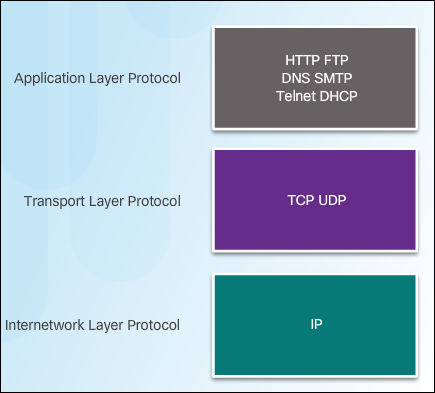 Application Layer Protocol
HTTP FTP
DNS SMTP
Telnet DHCP
Transport Layer Protocol
TCP UDP
Internetwork Layer Protocol
IP